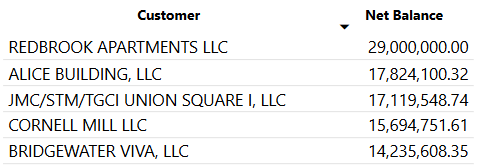 Customer Net Balance
REDBROOK APARTMENTS LLC 29,000,000.00
ALICE BUILDING, LLC 17,824,100.32
JMC/STM/TGCI UNION SQUARE I, LLC 17,119,548.74
CORNELL MILL LLC 15,694,751.61
BRIDGEWATER VIVA, LLC 14,235,608.35